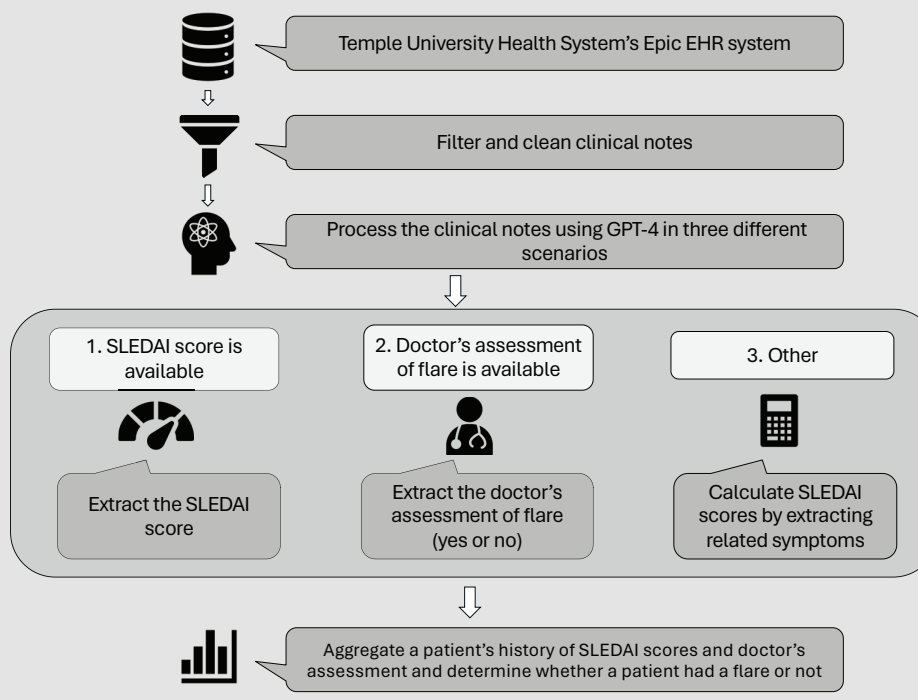 Temple University Health System’s Epic EHR system
Filter and clean clinical notes
Process the clinical notes using GPT-4 in three different
scenarios
1. SLEDAI score is
available
Extract the SLEDAI
score
2. Doctor’s assessment
of flare is available
Extract the doctor’s
assessment of flare
(yes or no)
3. Other
Calculate SLEDAI
scores by extracting
related symptoms
Aggregate a patient’s history of SLEDAI scores and doctor’s
assessment and determine whether a patient had a flare or not